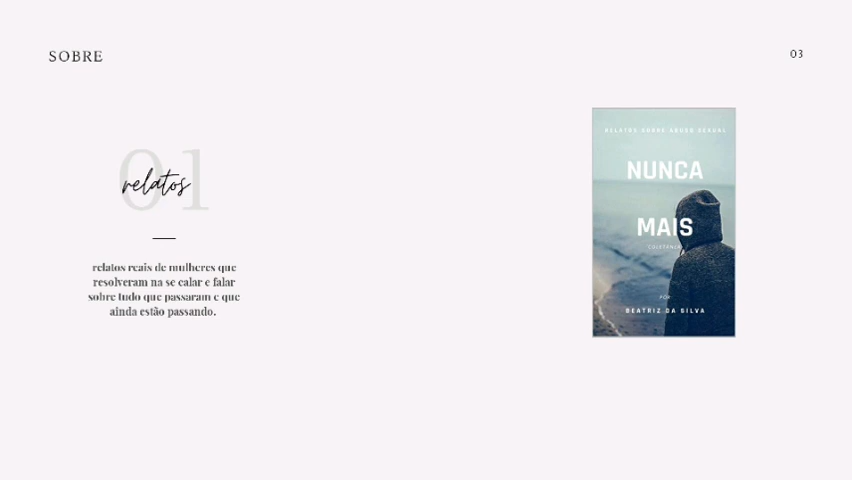 SOBRE
03
01
relatos
relatos reais de mulheres que
resolveram na se calar e falar
sobre tudo que passaram e que
ainda estão passando.
RELATOS SOBRE ABUSO SEXUAL
NUNCA
MAIS
COLETÂNEA
POR
BEATRIZ DA SILVA